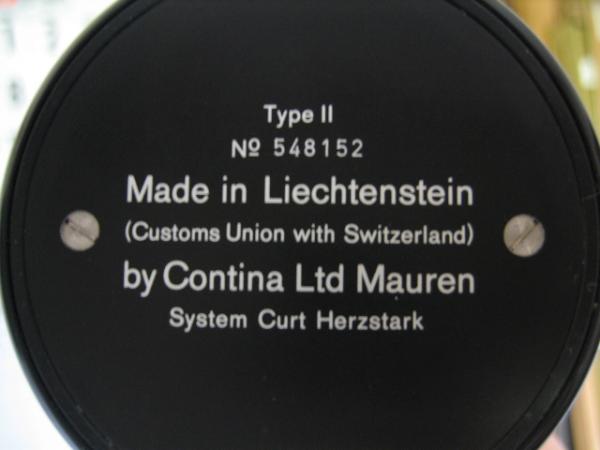 Type II
Nº 548152
Made in Liechtenstein
(Customs Union with Switzerland)
by Contina Ltd Mauren
System Curt Herzstark